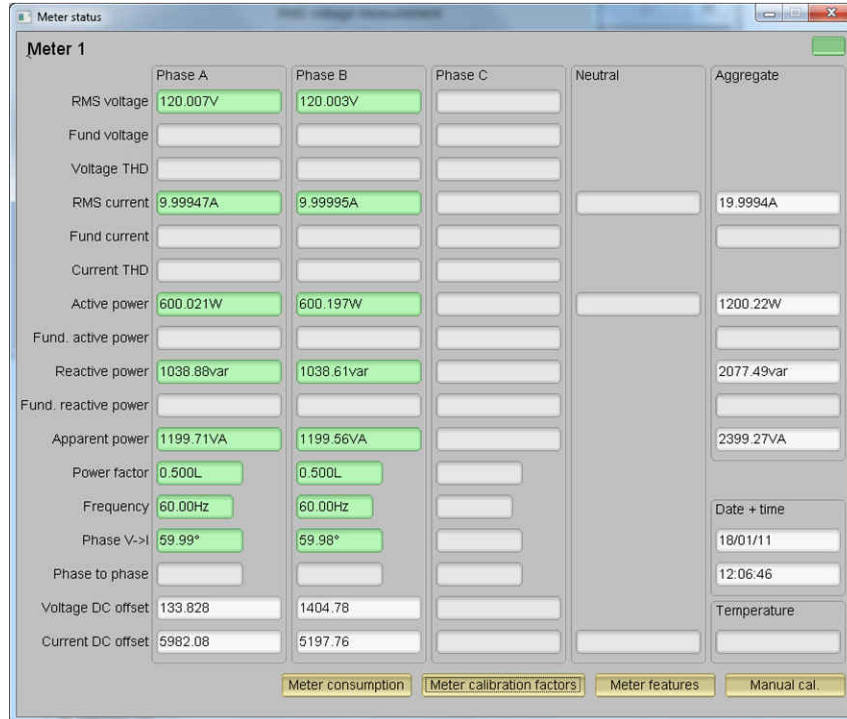 Meter status
Meter 1
Phase A Phase B Phase C Neutral Aggregate
RMS voltage 120.007V 120.003V
Fund voltage
Voltage THD
RMS current 9.99947A 9.99995A 19.9994A
Fund current
Current THD
Active power 600.021W 600.197W 1200.22W
Fund. active power
Reactive power 1038.88var 1038.61var 2077.49var
Fund. reactive power
Apparent power 1199.71VA 1199.56VA 2399.27VA
Power factor 0.500L 0.500L
Frequency 60.00Hz 60.00Hz Date + time
Phase V->I 59.99° 59.98° 18/01/11
Phase to phase 12:06:46
Voltage DC offset 133.828 1404.78 Temperature
Current DC offset 5982.08 5197.76
Meter consumption Meter calibration factors Meter features Manual cal.